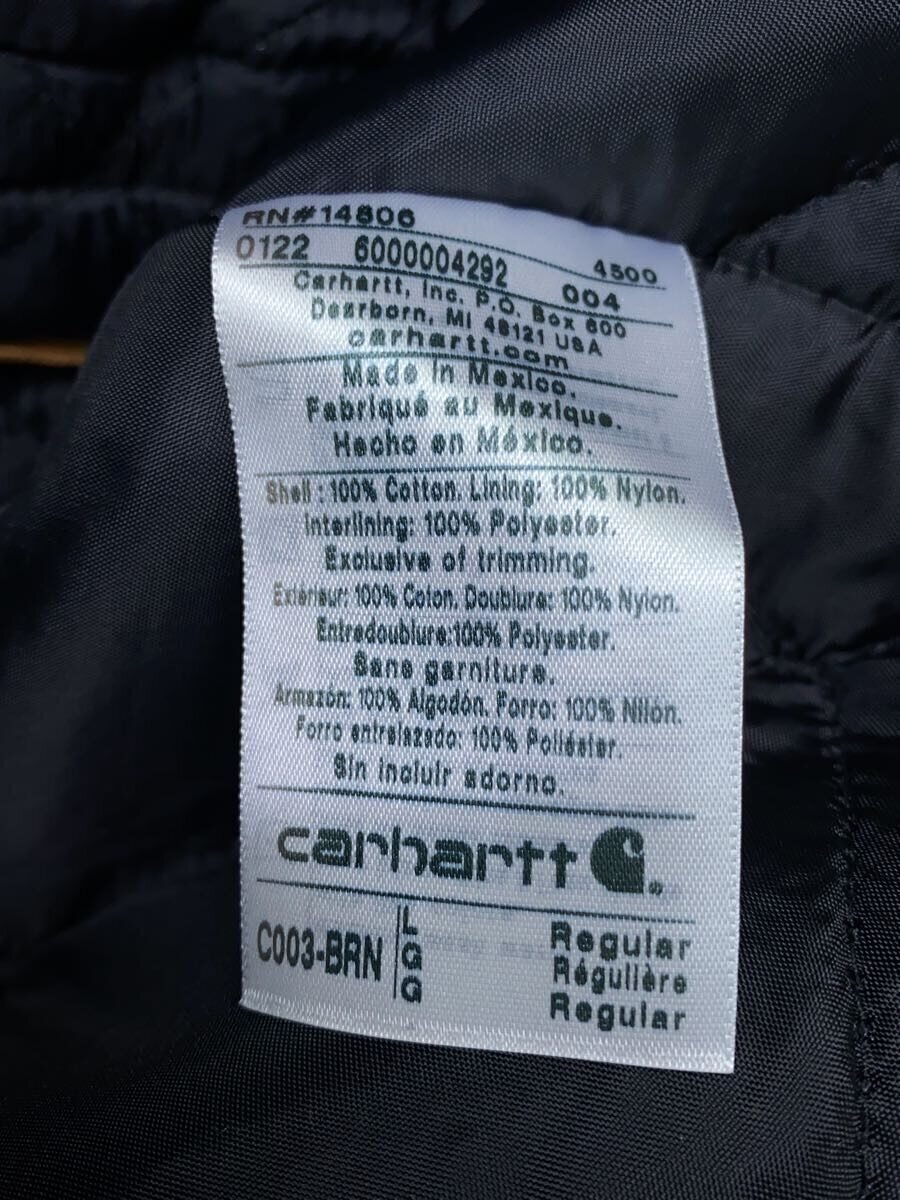 RN#14806
0122 6000004292 4500
004
Carhartt, Inc. P.O. Box 600
Dearborn, MI 48121 USA
carhartt.com
Made in Mexico.
Fabriqué au Mexique.
Hecho en México.
Shell : 100% Cotton. Lining: 100% Nylon.
Interlining: 100% Polyester.
Exclusive of trimming.
Extérieur: 100% Coton. Doublure: 100% Nylon.
Entredoublure:100% Polyester.
Sans garniture.
Armazón: 100% Algodón. Forro: 100% Nilón.
Forro entrelazado: 100% Poliéster.
Sin incluir adorno.
carhartt
C003-BRN L Regular
G Régulière
G Regular